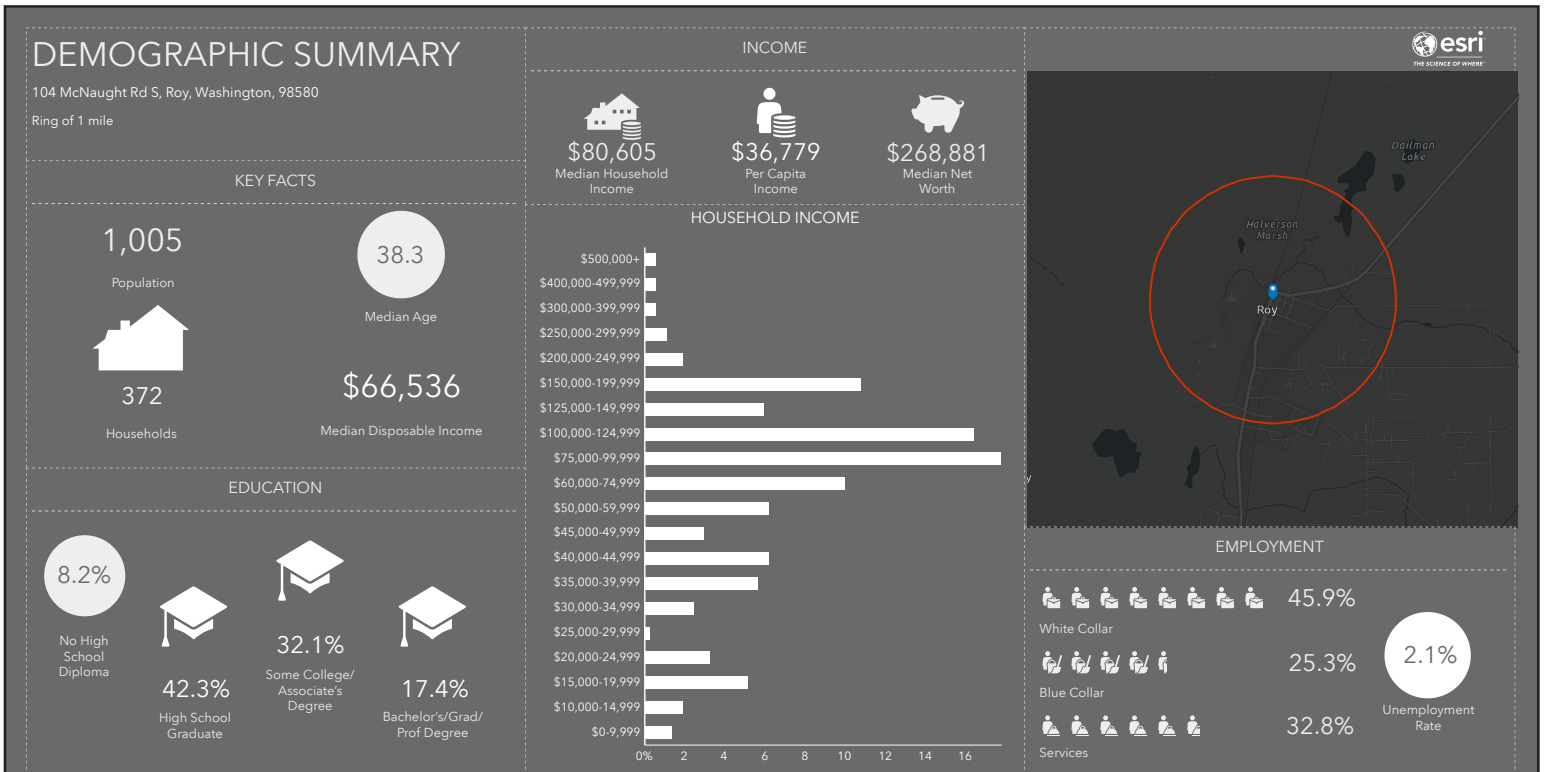 DEMOGRAPHIC SUMMARY
104 McNaught Rd S, Roy, Washington, 98580
Ring of 1 mile
KEY FACTS
1,005
Population
38.3
Median Age
372
Households
$66,536
Median Disposable Income
EDUCATION
8.2%
No High
School
Diploma
42.3%
High School
Graduate
32.1%
Some College/
Associate's
Degree
17.4%
Bachelor's/Grad/
Prof Degree
INCOME
$80,605
Median Household
Income
$36,779
Per Capita
Income
$268,881
Median Net
Worth
HOUSEHOLD INCOME
$500,000+
$400,000-499,999
$300,000-399,999
$250,000-299,999
$200,000-249,999
$150,000-199,999
$125,000-149,999
$100,000-124,999
$75,000-99,999
$60,000-74,999
$50,000-59,999
$45,000-49,999
$40,000-44,999
$35,000-39,999
$30,000-34,999
$25,000-29,999
$20,000-24,999
$15,000-19,999
$10,000-14,999
$0-9,999
0% 2 4 6 8 10 12 14 16
esri
THE SCIENCE OF WHERE™
Dailman
Lake
Halverson
Marsh
Roy
y
EMPLOYMENT
45.9%
White Collar
25.3%
Blue Collar
32.8%
Services
2.1%
Unemployment
Rate